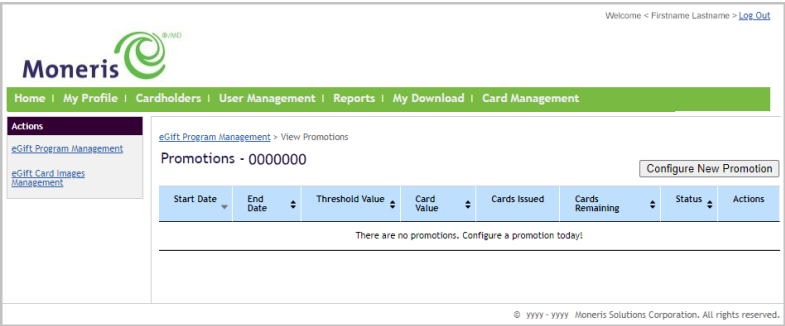 Welcome < Firstname Lastname > Log Out
Moneris ®/MD
Home | My Profile | Cardholders | User Management | Reports | My Download | Card Management
Actions
eGift Program Management
eGift Card Images
Management
eGift Program Management > View Promotions
Promotions - 0000000
Configure New Promotion
Start Date End Date Threshold Value Card Value Cards Issued Cards Remaining Status Actions
There are no promotions. Configure a promotion today!
© yyyy - yyyy Moneris Solutions Corporation. All rights reserved.